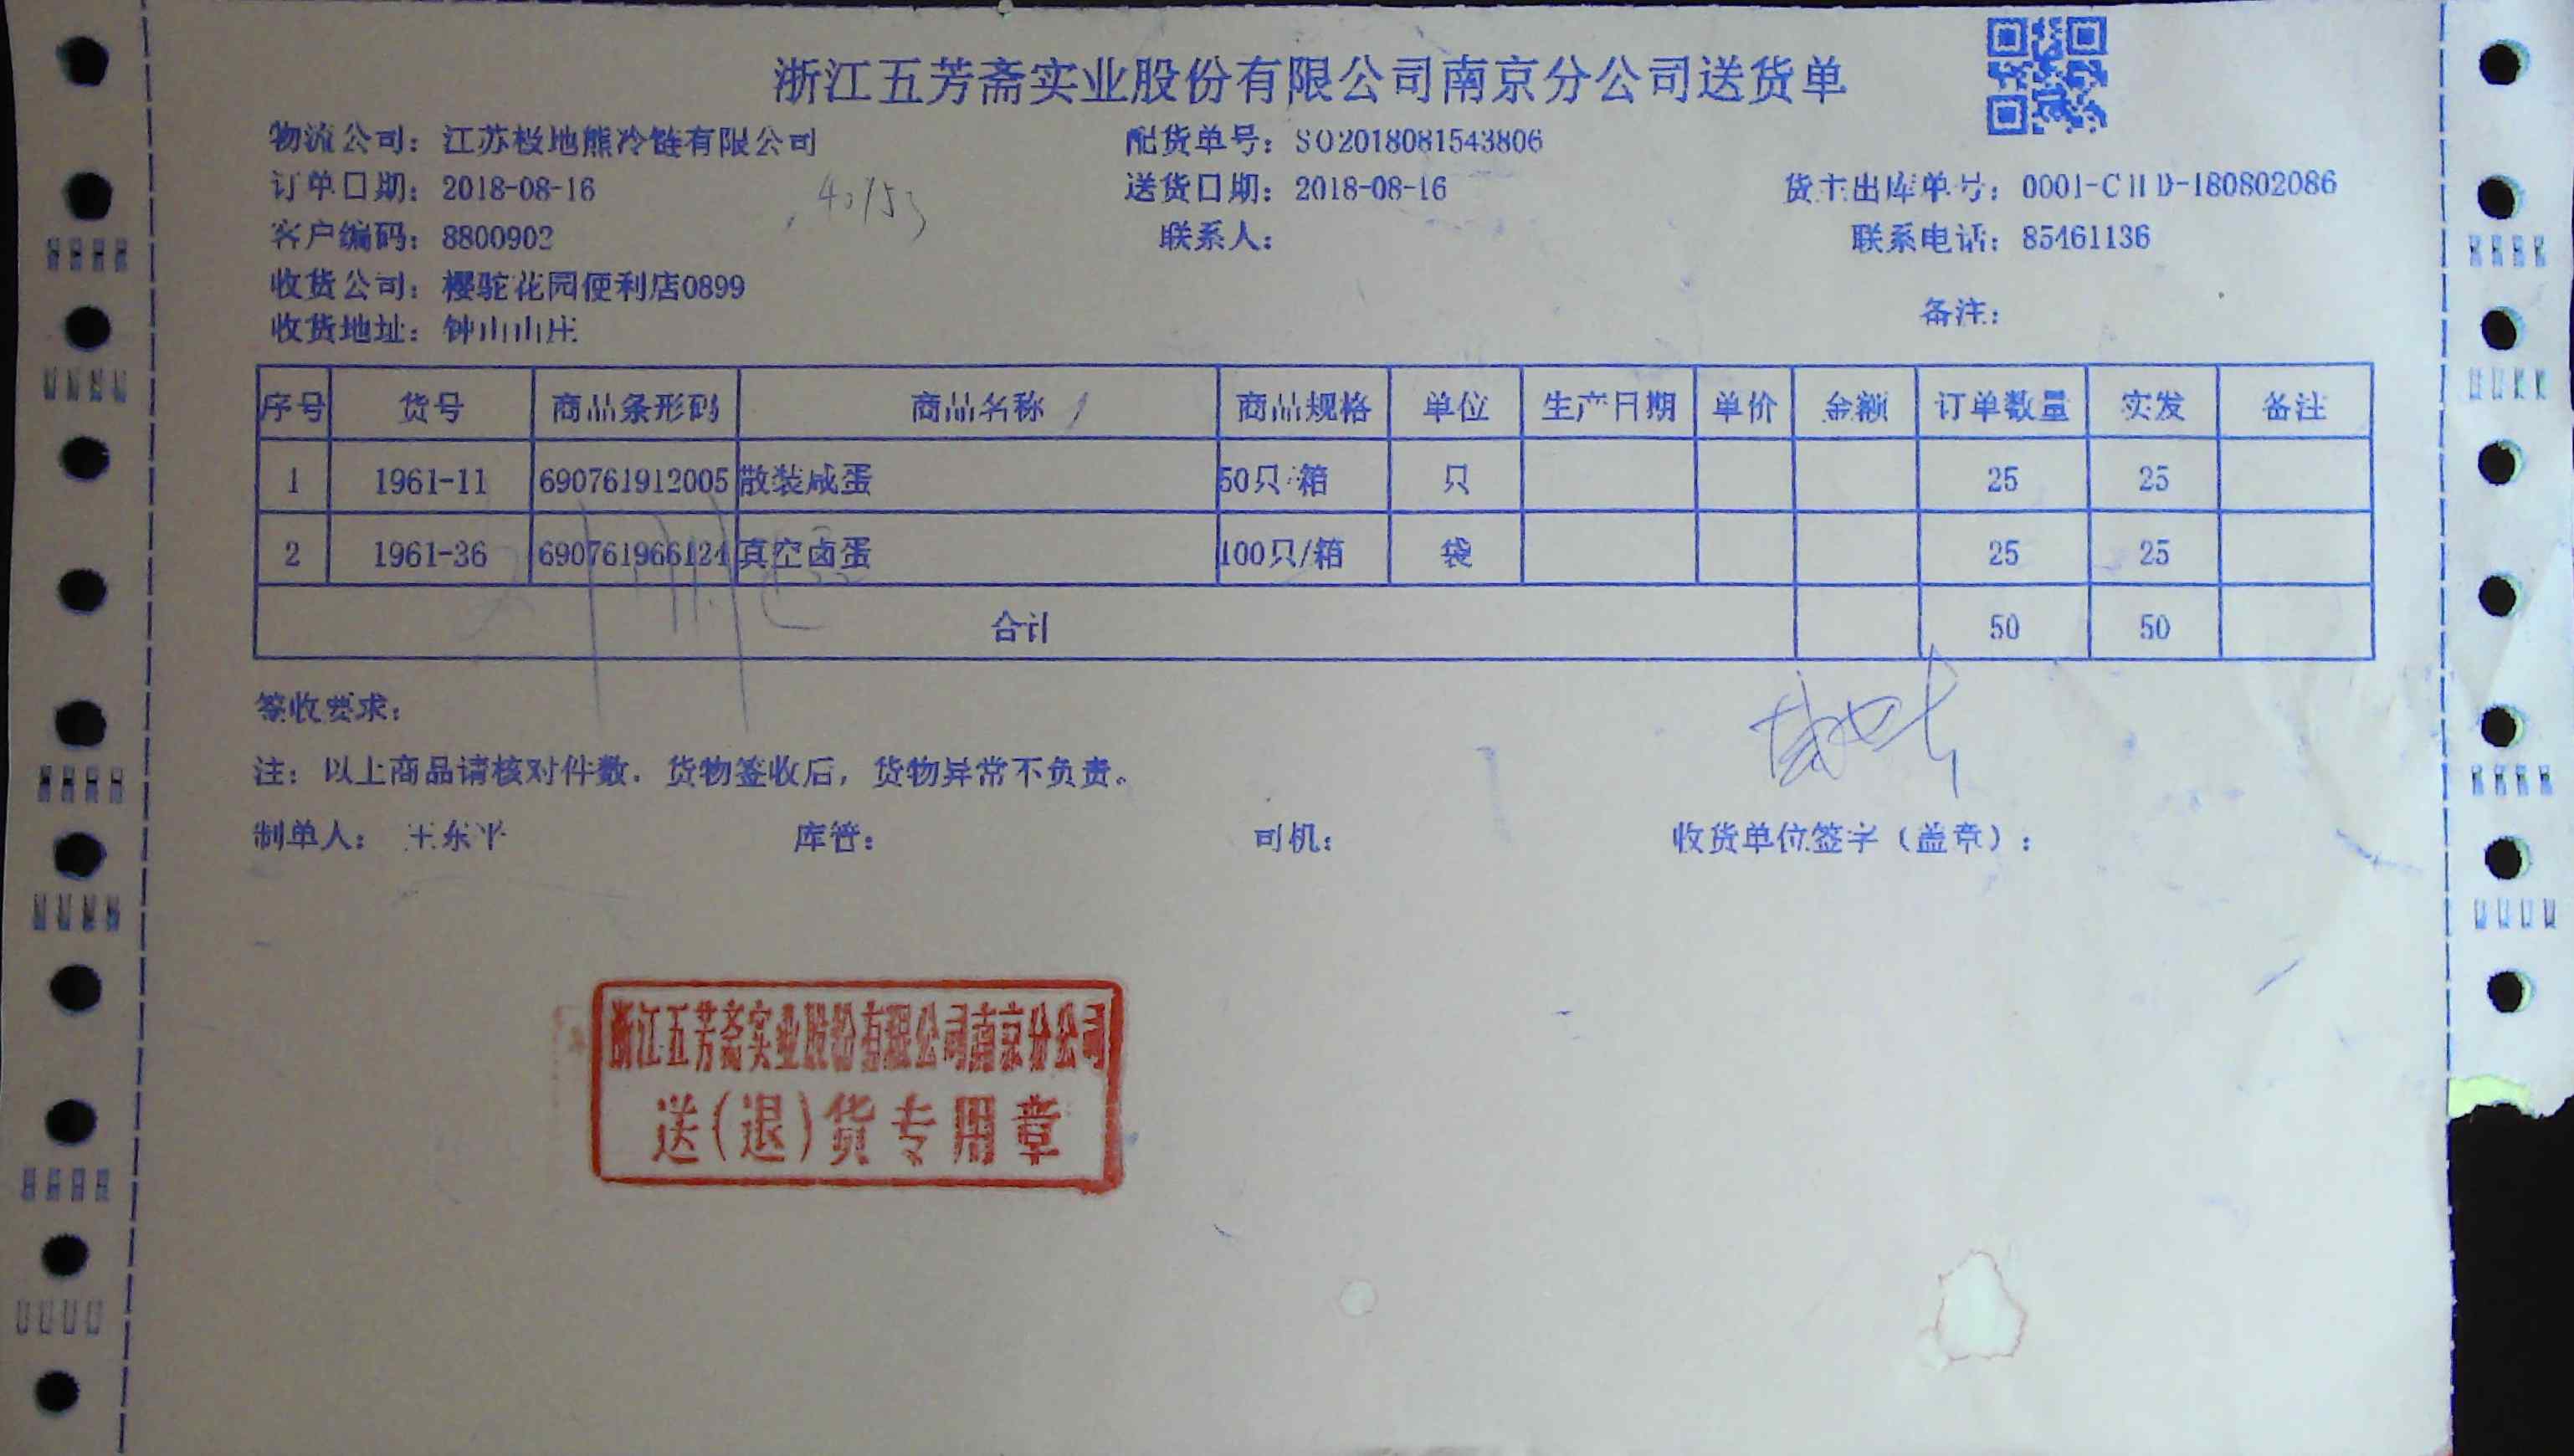 浙江五芳斋实业股份有限公司南京分公司送货单
物流公司：江苏极地熊冷链有限公司 配货单号：SO2018081543806
订单日期：2018-08-16 送货日期：2018-08-16 货主出库单号：0001-CHD-180802086
客户编码：8800902 联系人： 联系电话：85461136
收货公司：樱驼花园便利店0899
备注：
收货地址：钟山山庄
序号 货号 商品条形码 商品名称 商品规格 单位 生产日期 单价 金额 订单数量 实发 备注
1 1961-11 690761912005 散装咸蛋 50只/箱 只 25 25
2 1961-36 690761966124 真空卤蛋 100只/箱 袋 25 25
合计 50 50
签收要求：
注：以上商品请核对件数，货物签收后，货物异常不负责。
制单人： 王东平 库管： 司机： 收货单位签字（盖章）：
浙江五芳斋实业股份有限公司南京分公司
送(退)货专用章